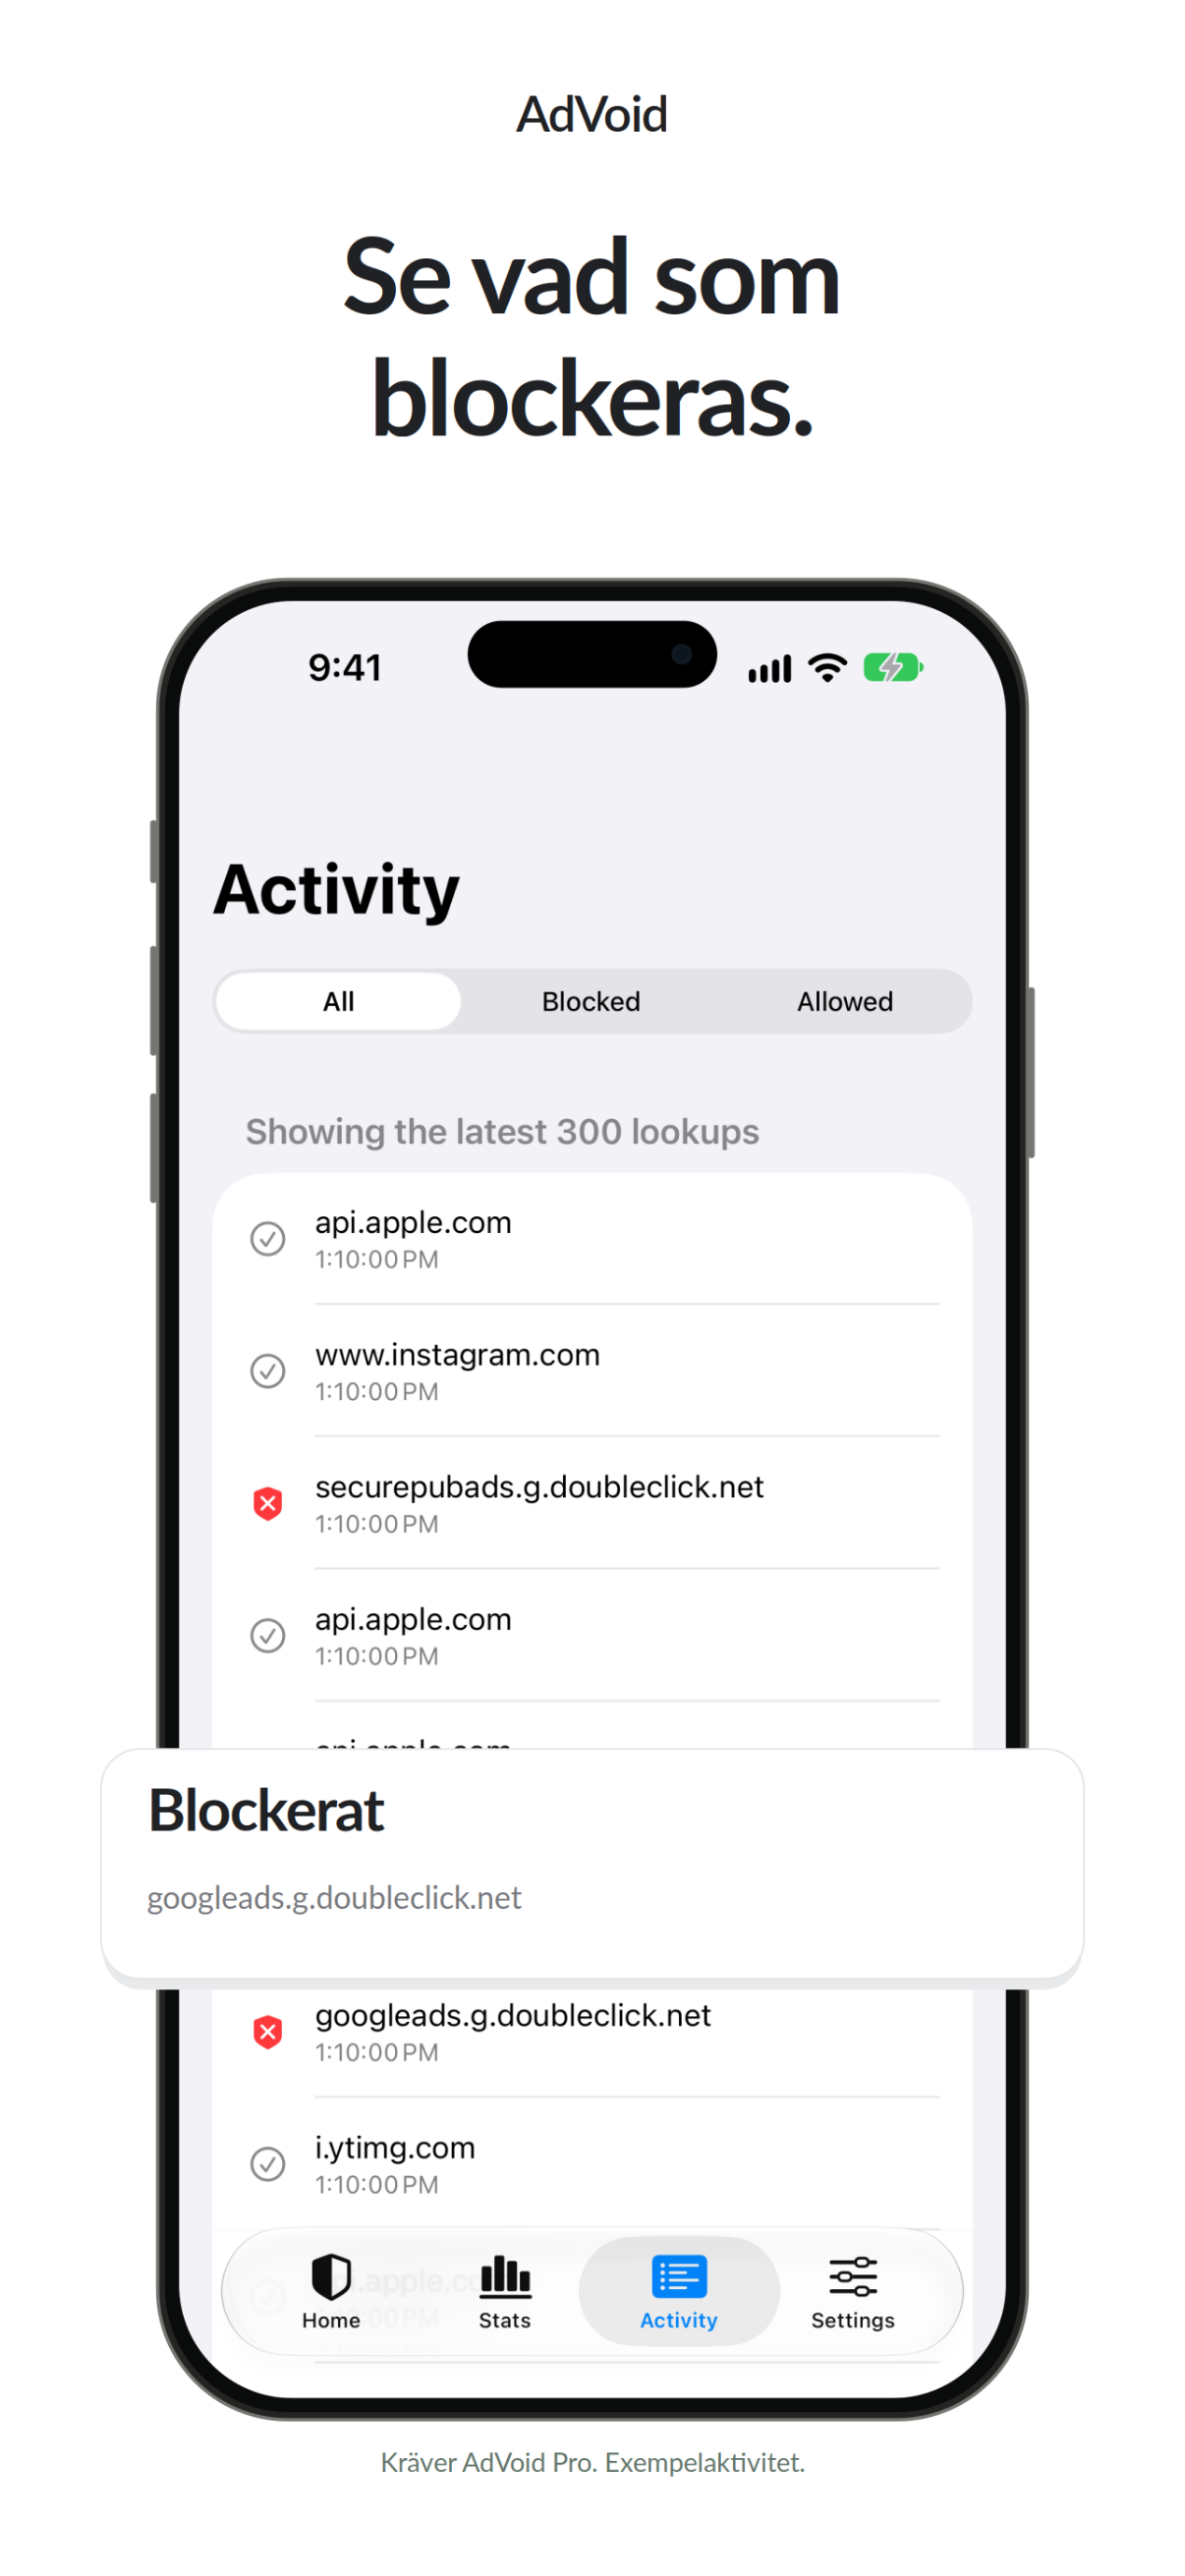 AdVoid
Se vad som
blockeras.
9:41
Activity
All Blocked Allowed
Showing the latest 300 lookups
api.apple.com
1:10:00 PM
www.instagram.com
1:10:00 PM
securepubads.g.doubleclick.net
1:10:00 PM
api.apple.com
1:10:00 PM
Blockerat
googleads.g.doubleclick.net
googleads.g.doubleclick.net
1:10:00 PM
i.ytimg.com
1:10:00 PM
Home Stats Activity Settings
Kräver AdVoid Pro. Exempelaktivitet.